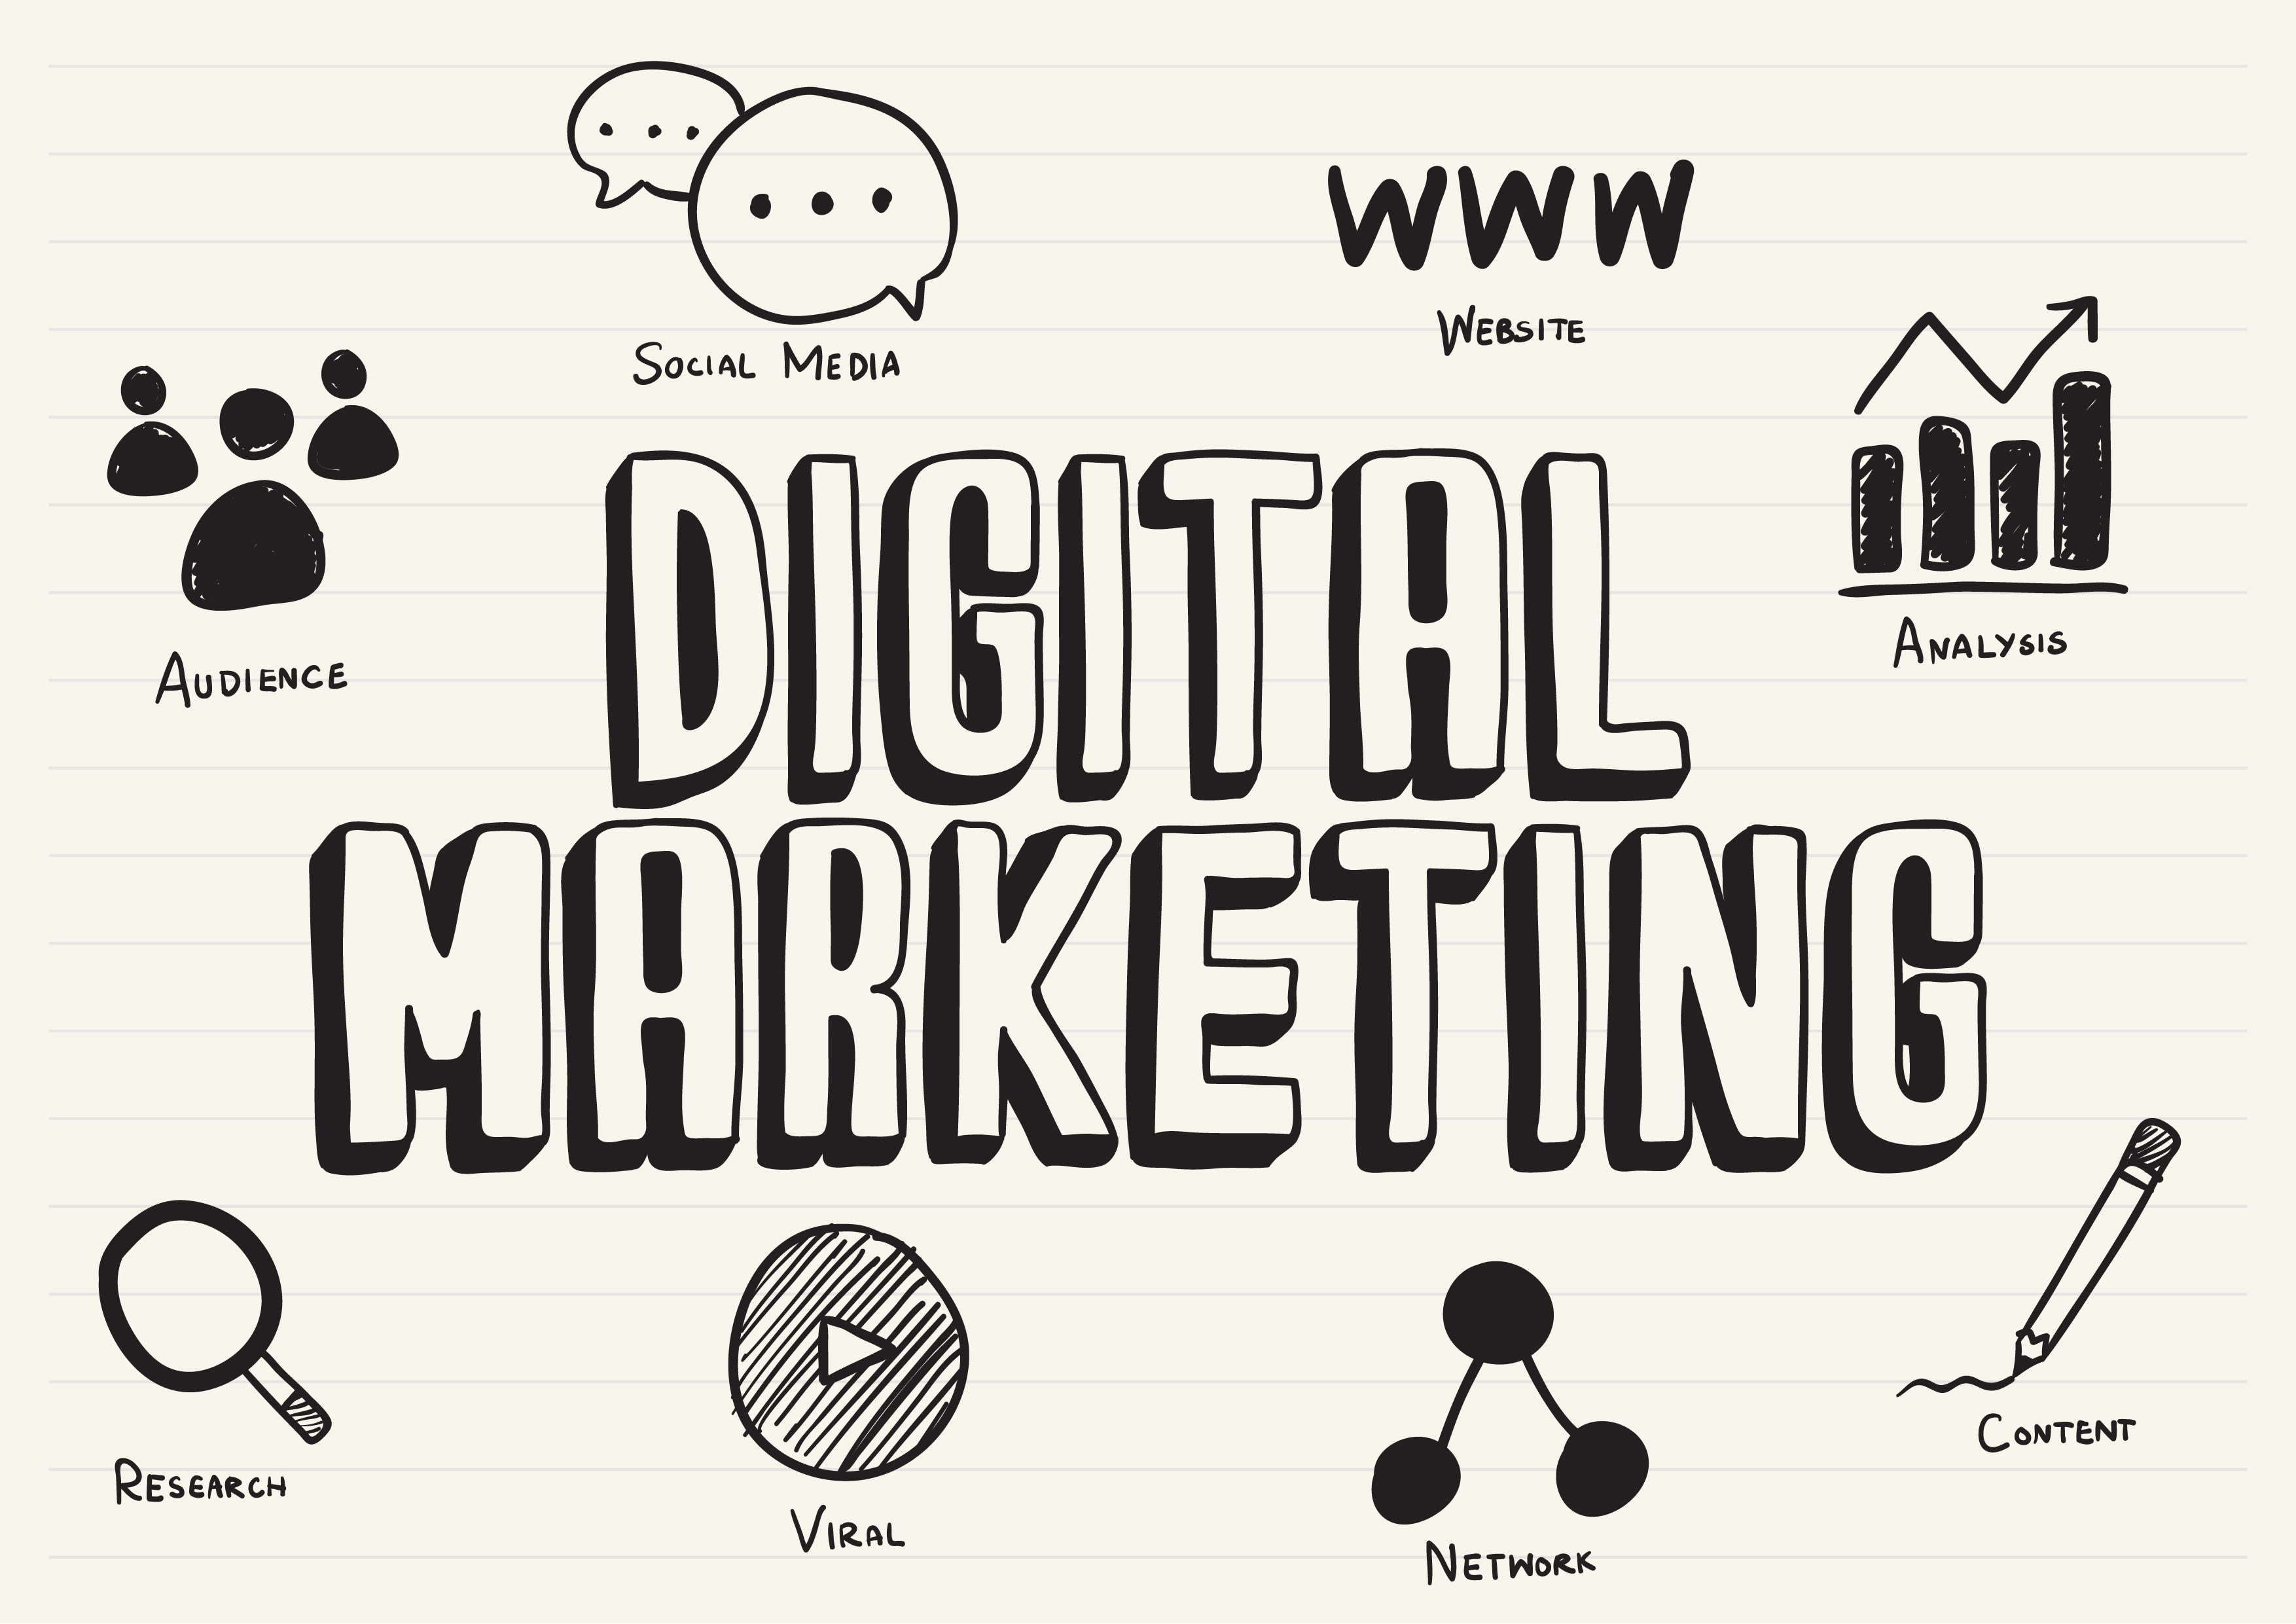 Social Media
WWW
Website
Audience
Analysis
DIGITAL
MARKETING
Research
Viral
Network
Content